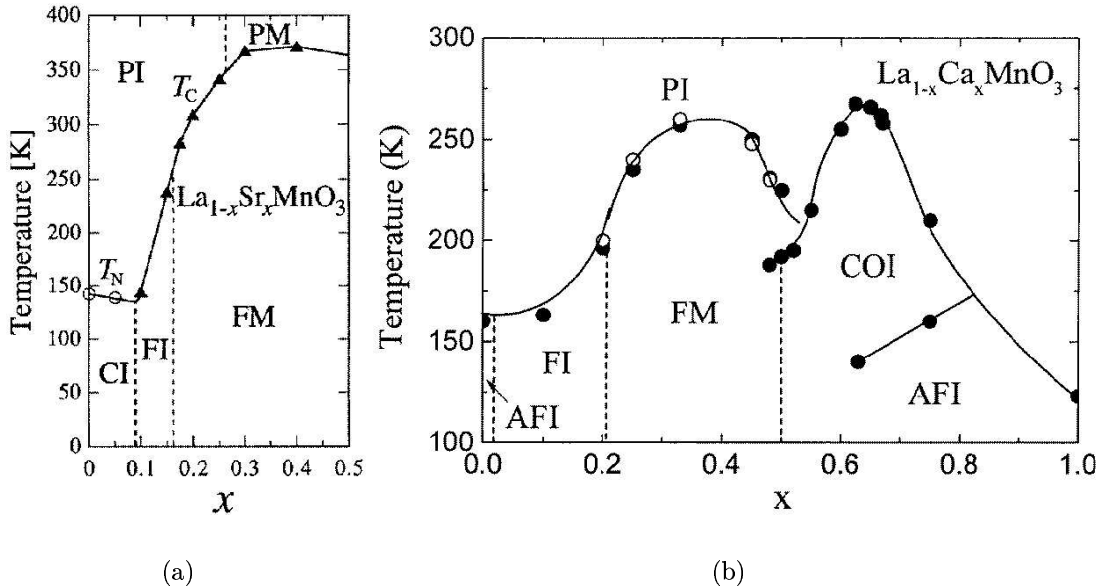 400
350
300
250
200
150
100
50
0
Temperature [K]
PM
PI
T_C
La_{1-x}Sr_xMnO_3
T_N
FM
FI
CI
0 0.1 0.2 0.3 0.4 0.5
x
(a)
300
250
200
150
100
Temperature (K)
La_{1-x}Ca_xMnO_3
PI
COI
FM
FI
AFI
AFI
0.0 0.2 0.4 0.6 0.8 1.0
x
(b)